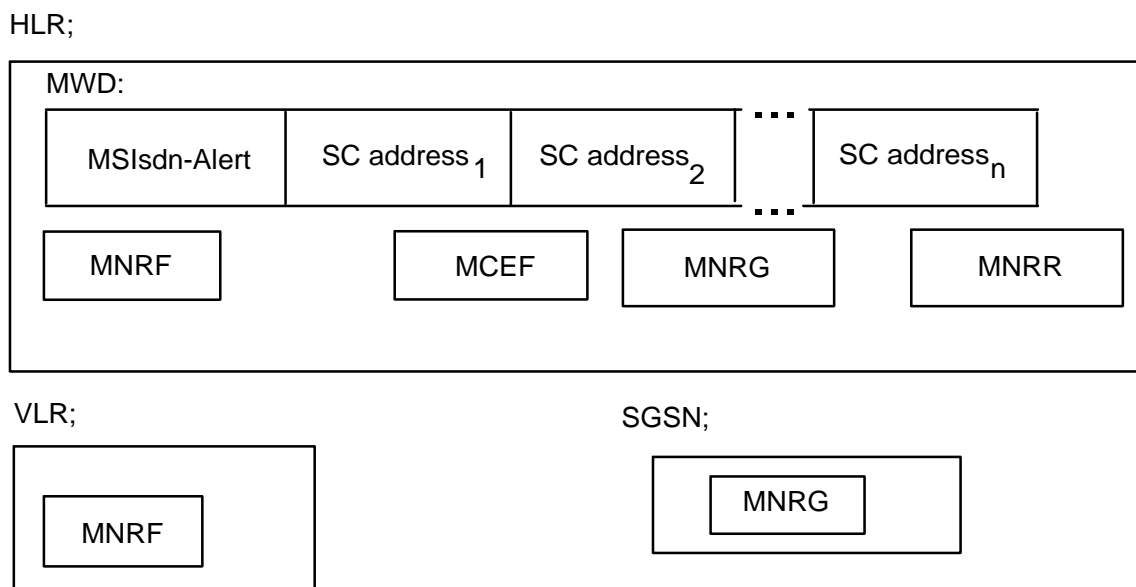 HLR;
MWD:
MSIsdn-Alert SC address1 SC address2 ... SC addressn
...
MNRF MCEF MNRG MNRR
VLR; SGSN;
MNRF MNRG